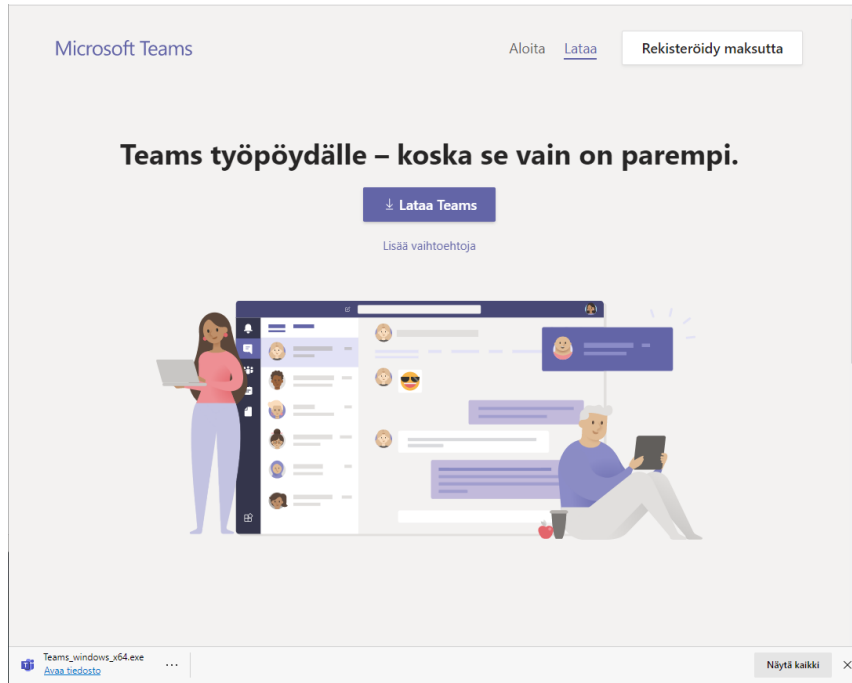 Microsoft Teams
Aloita Lataa Rekisteröidy maksutta
Teams työpöydälle – koska se vain on parempi.
Lataa Teams
Lisää vaihtoehtoja
Teams_windows_x64.exe
Avaa tiedosto
Näytä kaikki